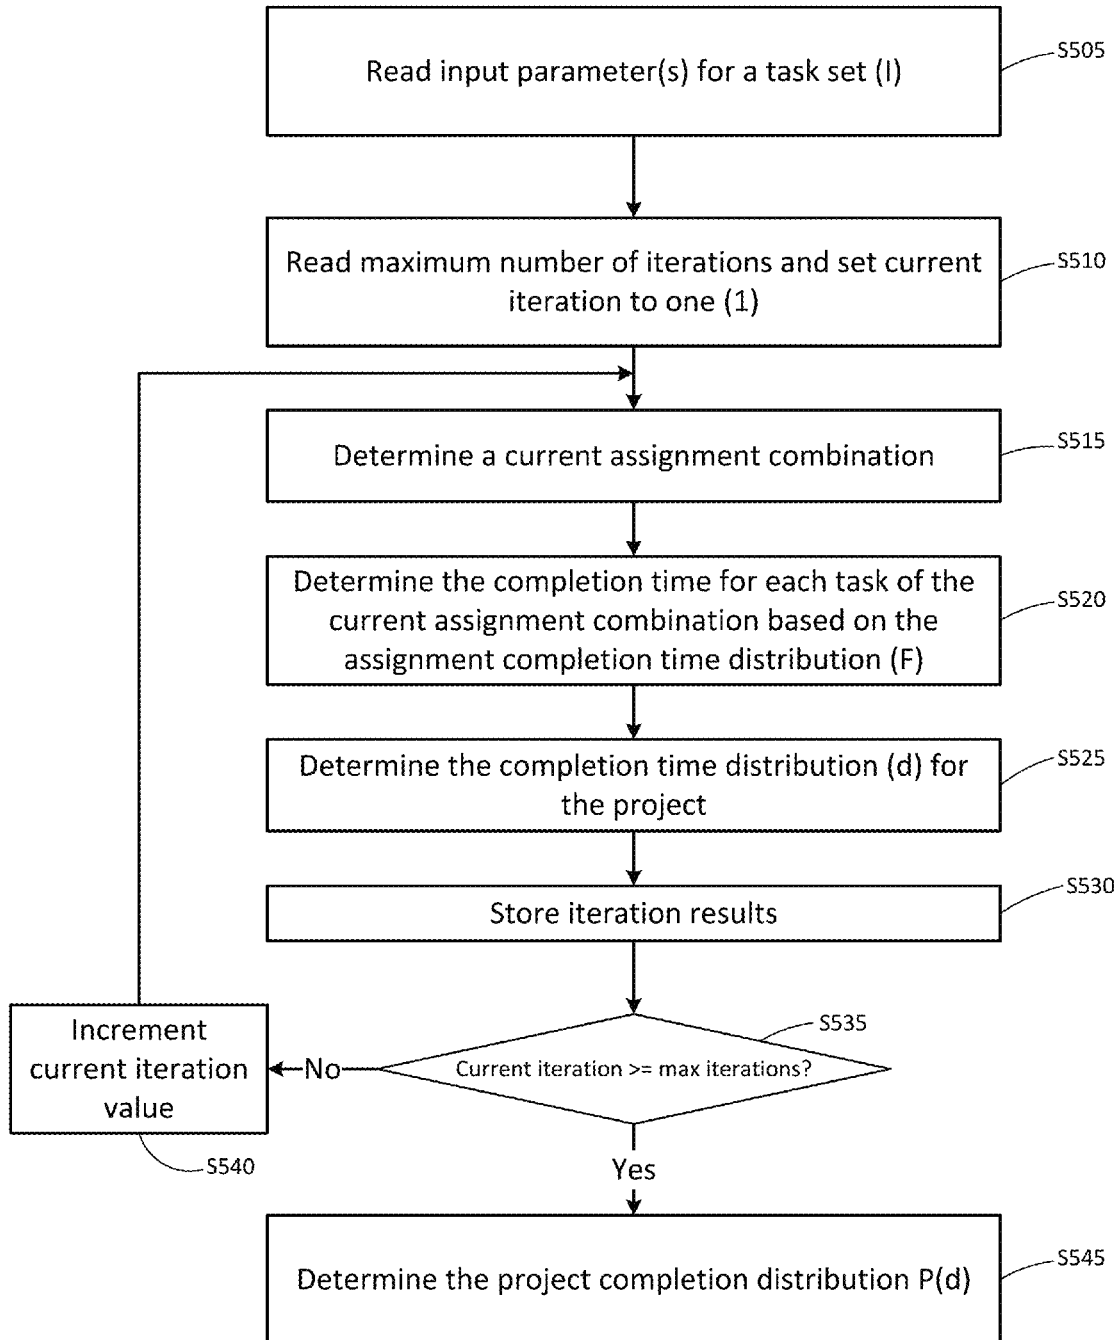 Read input parameter(s) for a task set (I)
S505
Read maximum number of iterations and set current
iteration to one (1)
S510
Determine a current assignment combination
S515
Determine the completion time for each task of the
current assignment combination based on the
assignment completion time distribution (F)
S520
Determine the completion time distribution (d) for
the project
S525
Store iteration results
S530
Current iteration >= max iterations?
S535
No
Increment
current iteration
value
S540
Yes
Determine the project completion distribution P(d)
S545